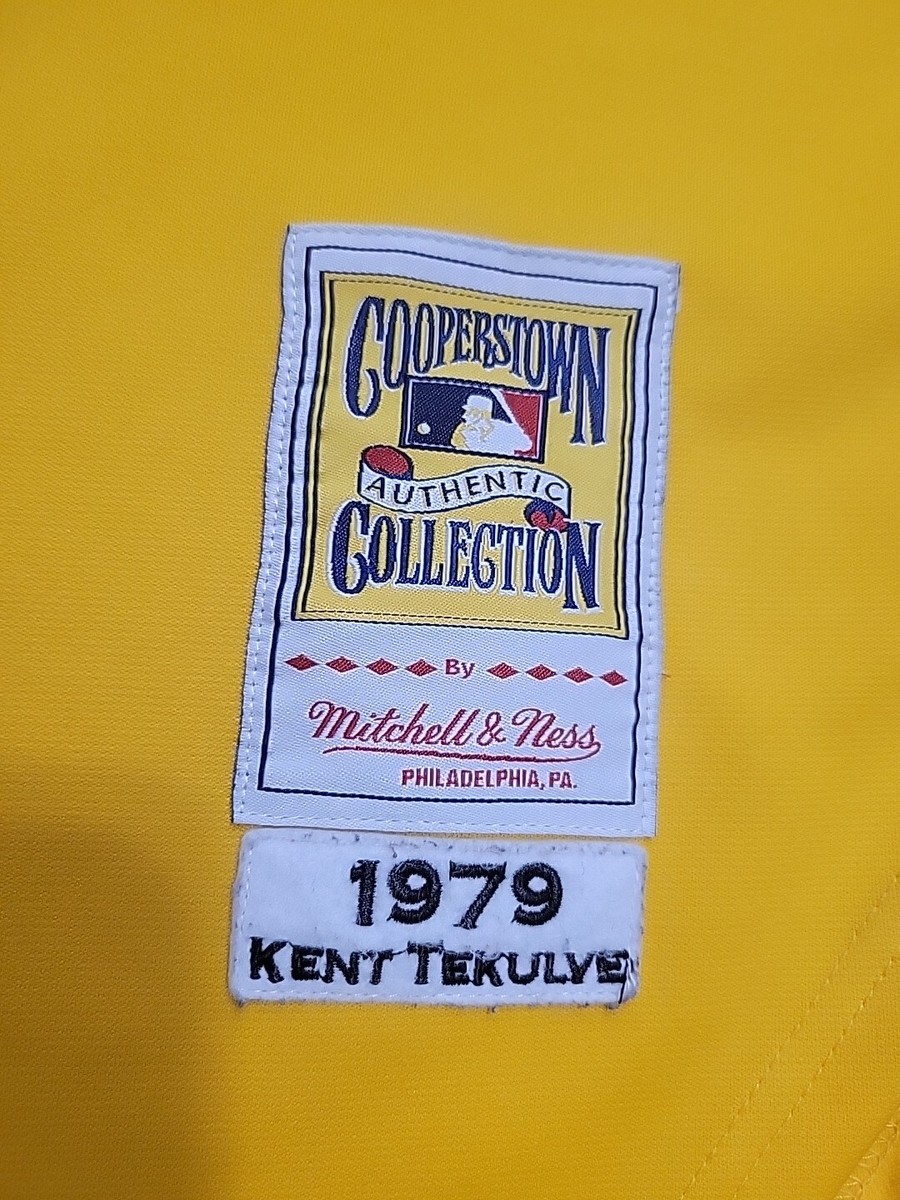 COOPERSTOWN
AUTHENTIC
COLLECTION
By
Mitchell & Ness
PHILADELPHIA, PA.
1979
KENT TEKULVE